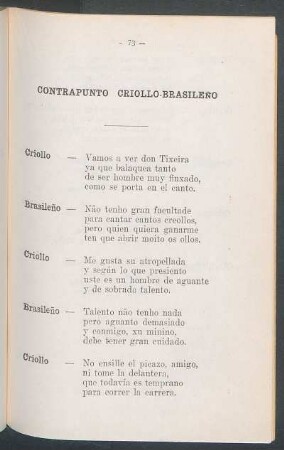 - 73 —
CONTRAPUNTO CRIOLLO-BRASILEÑO
Criollo — Vamos a ver don Tixeira
ya que balaquea tanto
de ser hombre muy finxado,
como se porta en el canto.
Brasileño — Não tenho gran facultade
para cantar cantos creollos,
pero quien quiera ganarme
ten que abrir moito os ollos.
Criollo — Me gusta su atropellada
y según lo que presiento
uste es un hombre de aguante
y de sobrado talento.
Brasileño — Talento não tenho nada
pero aguanto demasiado
y conmigo, xu minino,
debe tener gran cuidado.
Criollo — No ensille el picazo, amigo,
ni tome la delantera,
que todavía es temprano
para correr la carrera.